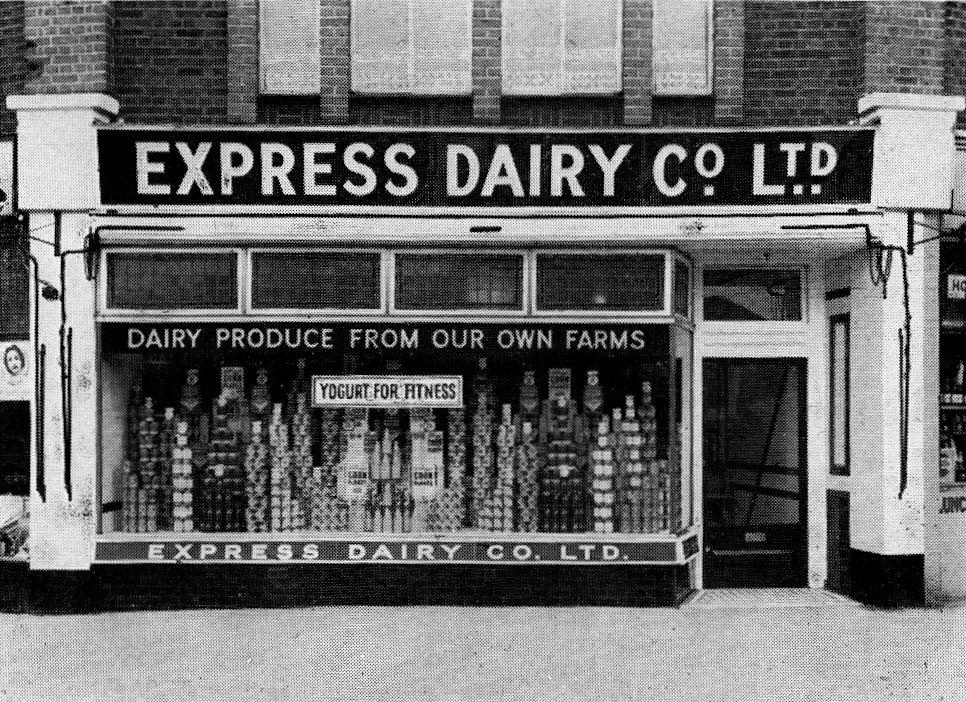 EXPRESS DAIRY Cº LTD
DAIRY PRODUCE FROM OUR OWN FARMS
YOGURT FOR FITNESS
EXPRESS DAIRY CO. LTD.